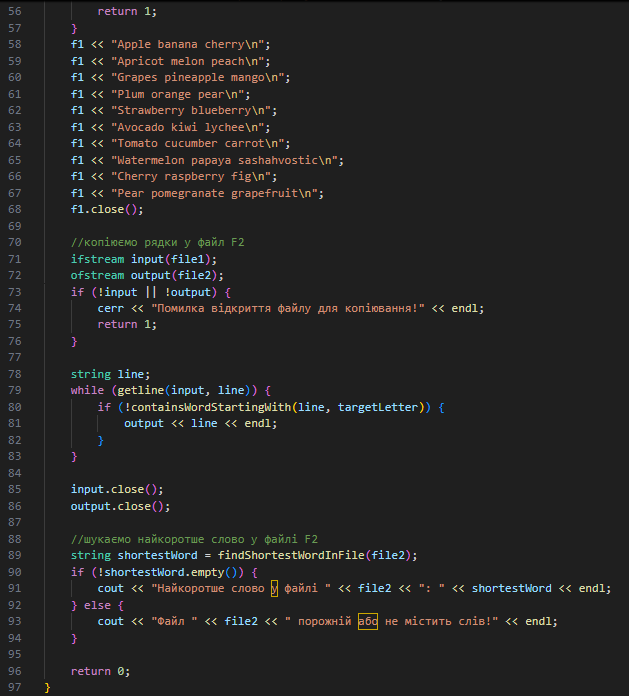 56 return 1;
57 }
58 f1 << "Apple banana cherry\n";
59 f1 << "Apricot melon peach\n";
60 f1 << "Grapes pineapple mango\n";
61 f1 << "Plum orange pear\n";
62 f1 << "Strawberry blueberry\n";
63 f1 << "Avocado kiwi lychee\n";
64 f1 << "Tomato cucumber carrot\n";
65 f1 << "Watermelon papaya sashahvostic\n";
66 f1 << "Cherry raspberry fig\n";
67 f1 << "Pear pomegranate grapefruit\n";
68 f1.close();
69
70 //копіюємо рядки у файл F2
71 ifstream input(file1);
72 ofstream output(file2);
73 if (!input || !output) {
74 cerr << "Помилка відкриття файлу для копіювання!" << endl;
75 return 1;
76 }
77
78 string line;
79 while (getline(input, line)) {
80 if (!containsWordStartingWith(line, targetLetter)) {
81 output << line << endl;
82 }
83 }
84
85 input.close();
86 output.close();
87
88 //шукаємо найкоротше слово у файлі F2
89 string shortestWord = findShortestWordInFile(file2);
90 if (!shortestWord.empty()) {
91 cout << "Найкоротше слово у файлі " << file2 << ": " << shortestWord << endl;
92 } else {
93 cout << "Файл " << file2 << " порожній або не містить слів!" << endl;
94 }
95
96 return 0;
97 }